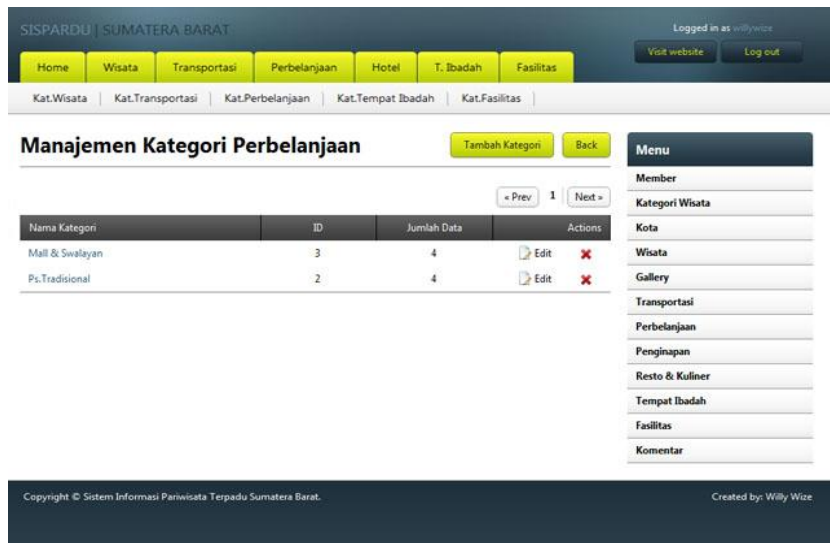 SISPARDU | SUMATERA BARAT
Logged in as willywize
Visit website
Log out
Home
Wisata
Transportasi
Perbelanjaan
Hotel
T. Ibadah
Fasilitas
Kat.Wisata | Kat.Transportasi | Kat.Perbelanjaan | Kat.Tempat Ibadah | Kat.Fasilitas |
Manajemen Kategori Perbelanjaan
Tambah Kategori
Back
« Prev 1 Next »
Nama Kategori ID Jumlah Data Actions
Mall & Swalayan 3 4 Edit
Ps.Tradisional 2 4 Edit
Menu
Member
Kategori Wisata
Kota
Wisata
Gallery
Transportasi
Perbelanjaan
Penginapan
Resto & Kuliner
Tempat Ibadah
Fasilitas
Komentar
Copyright © Sistem Informasi Pariwisata Terpadu Sumatera Barat.
Created by: Willy Wize